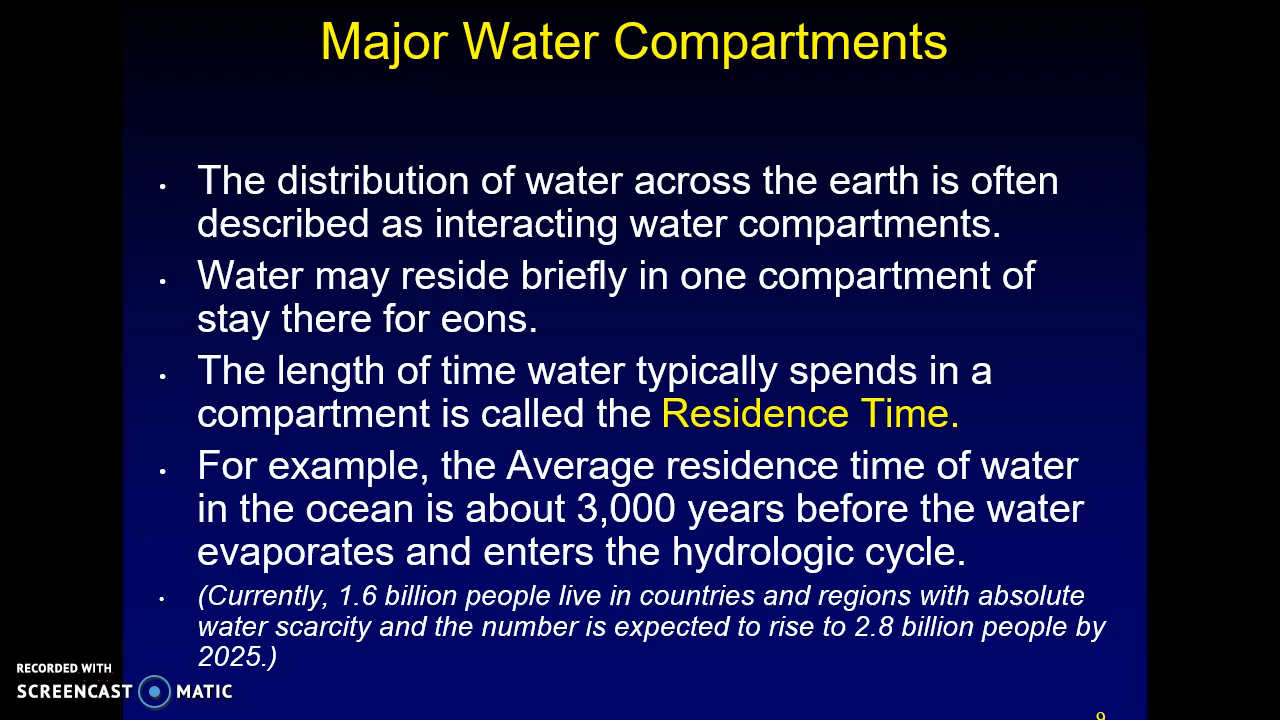 Major Water Compartments
• The distribution of water across the earth is often
described as interacting water compartments.
• Water may reside briefly in one compartment of
stay there for eons.
• The length of time water typically spends in a
compartment is called the Residence Time.
• For example, the Average residence time of water
in the ocean is about 3,000 years before the water
evaporates and enters the hydrologic cycle.
• (Currently, 1.6 billion people live in countries and regions with absolute
water scarcity and the number is expected to rise to 2.8 billion people by
2025.)
RECORDED WITH
SCREENCAST MATIC
9